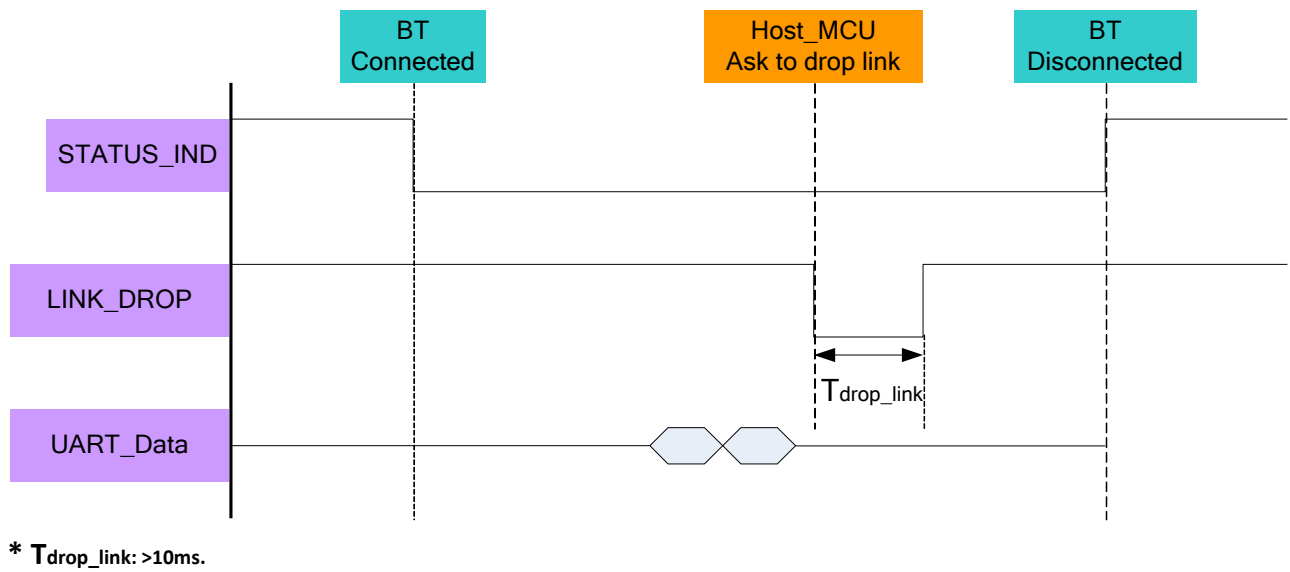 BT
Connected
Host_MCU
Ask to drop link
BT
Disconnected
STATUS_IND
LINK_DROP
Tdrop_link
UART_Data
* Tdrop_link: >10ms.